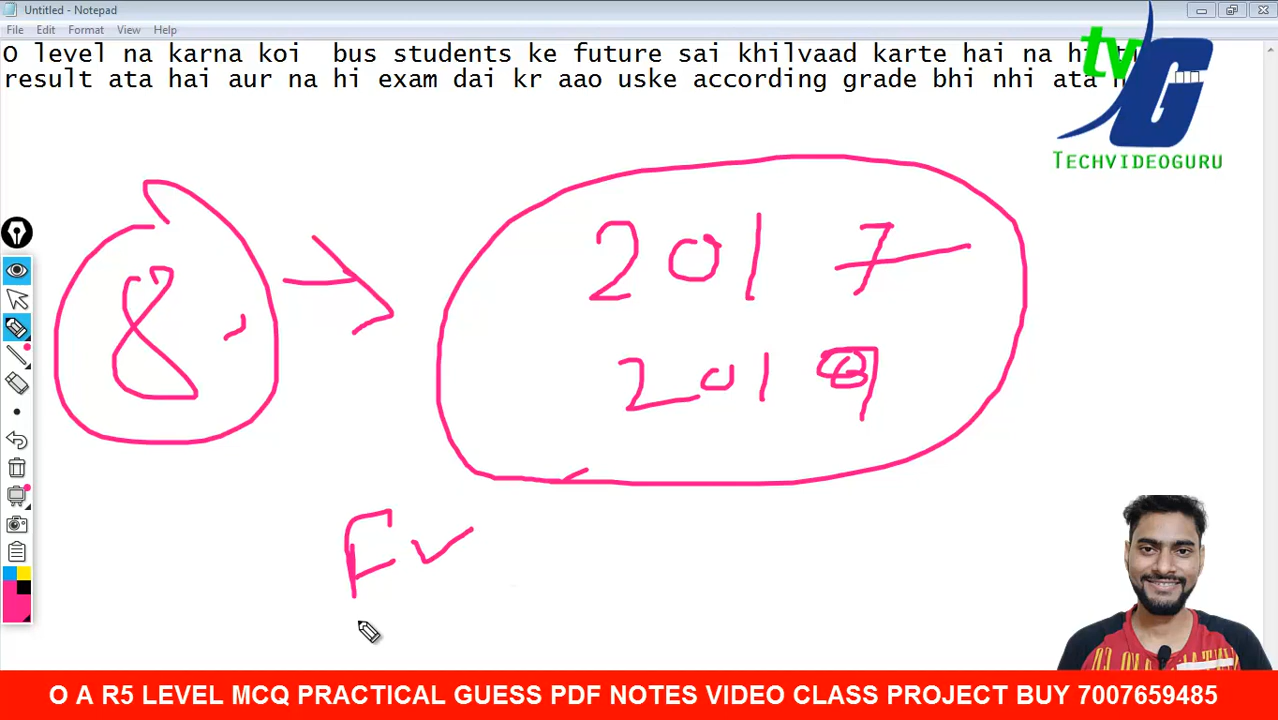 Untitled - Notepad
File Edit Format View Help
O level na karna koi bus students ke future sai khilvaad karte hai na hi
result ata hai aur na hi exam dai kr aao uske according grade bhi nhi ata
tv G
TECHVIDEOGURU
8
2017
2019
F
O A R5 LEVEL MCQ PRACTICAL GUESS PDF NOTES VIDEO CLASS PROJECT BUY 7007659485